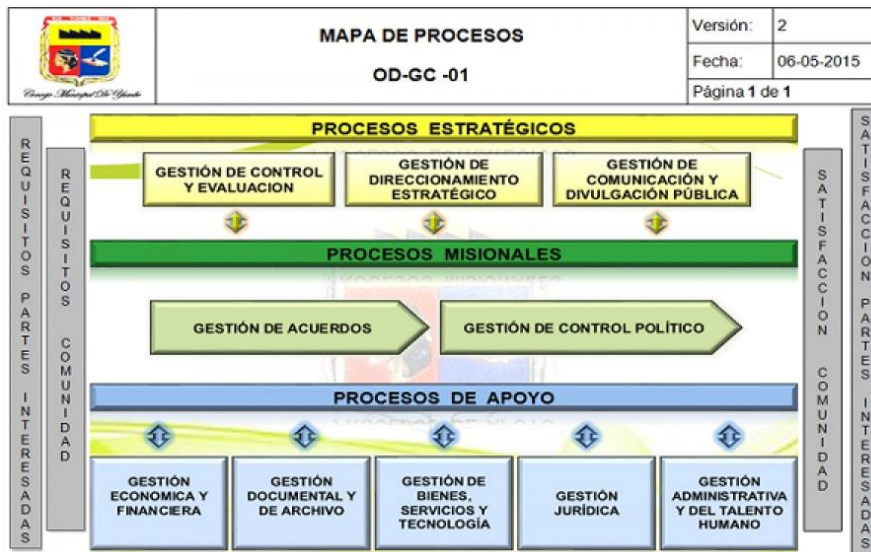 Concejo Municipal De Yumbo
MAPA DE PROCESOS
OD-GC -01
Versión: 2
Fecha: 06-05-2015
Página 1 de 1
REQUISITOS PARTES INTERESADAS
REQUISITOS COMUNIDAD
PROCESOS ESTRATÉGICOS
GESTIÓN DE CONTROL
Y EVALUACION
GESTIÓN DE
DIRECCIONAMIENTO
ESTRATÉGICO
GESTIÓN DE
COMUNICACIÓN Y
DIVULGACIÓN PÚBLICA
PROCESOS MISIONALES
GESTIÓN DE ACUERDOS
GESTIÓN DE CONTROL POLÍTICO
PROCESOS DE APOYO
GESTIÓN
ECONOMICA Y
FINANCIERA
GESTIÓN
DOCUMENTAL Y
DE ARCHIVO
GESTIÓN DE
BIENES,
SERVICIOS Y
TECNOLOGÍA
GESTIÓN
JURÍDICA
GESTIÓN
ADMINISTRATIVA
Y DEL TALENTO
HUMANO
SATISFACCION COMUNIDAD
SATISFACCION PARTES INTERESADAS